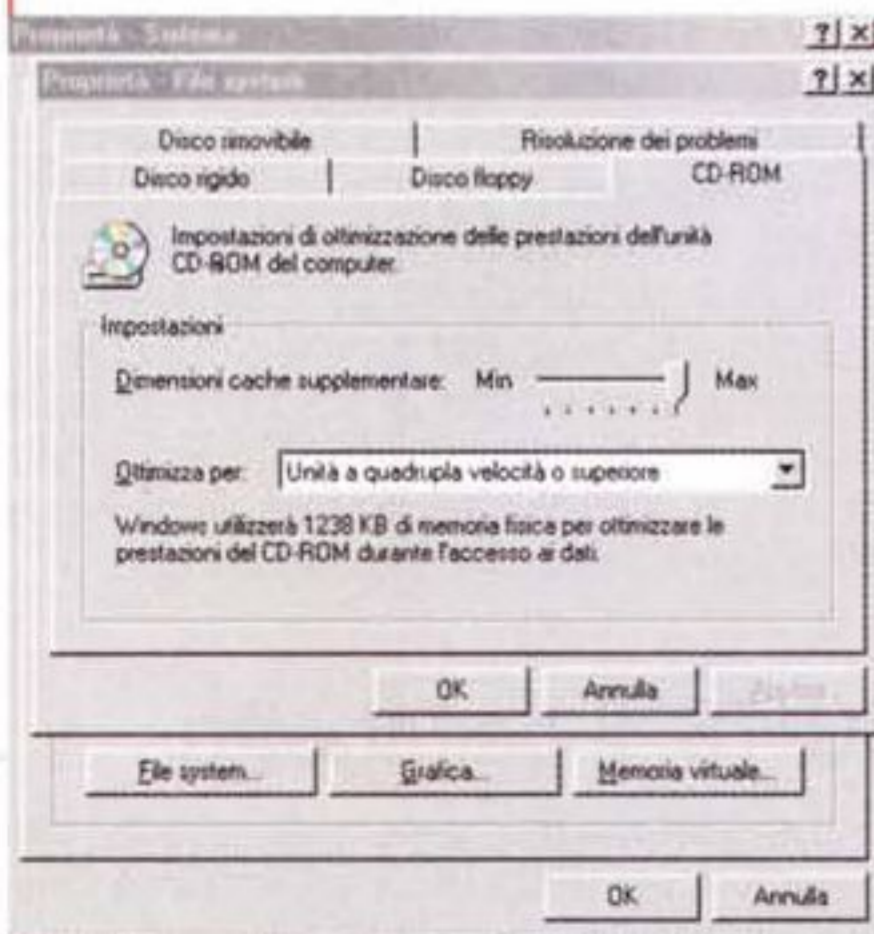 Proprietà - Sistema
Proprietà - File system
Disco rimovibile
Risoluzione dei problemi
Disco rigido
Disco floppy
CD-ROM
Impostazioni di ottimizzazione delle prestazioni dell'unità
CD-ROM del computer.
Impostazioni
Dimensioni cache supplementare:
Min
Max
Ottimizza per:
Unità a quadrupla velocità o superiore
Windows utilizzerà 1238 KB di memoria fisica per ottimizzare le
prestazioni del CD-ROM durante l'accesso ai dati.
OK
Annulla
File system...
Grafica...
Memoria virtuale...
OK
Annulla